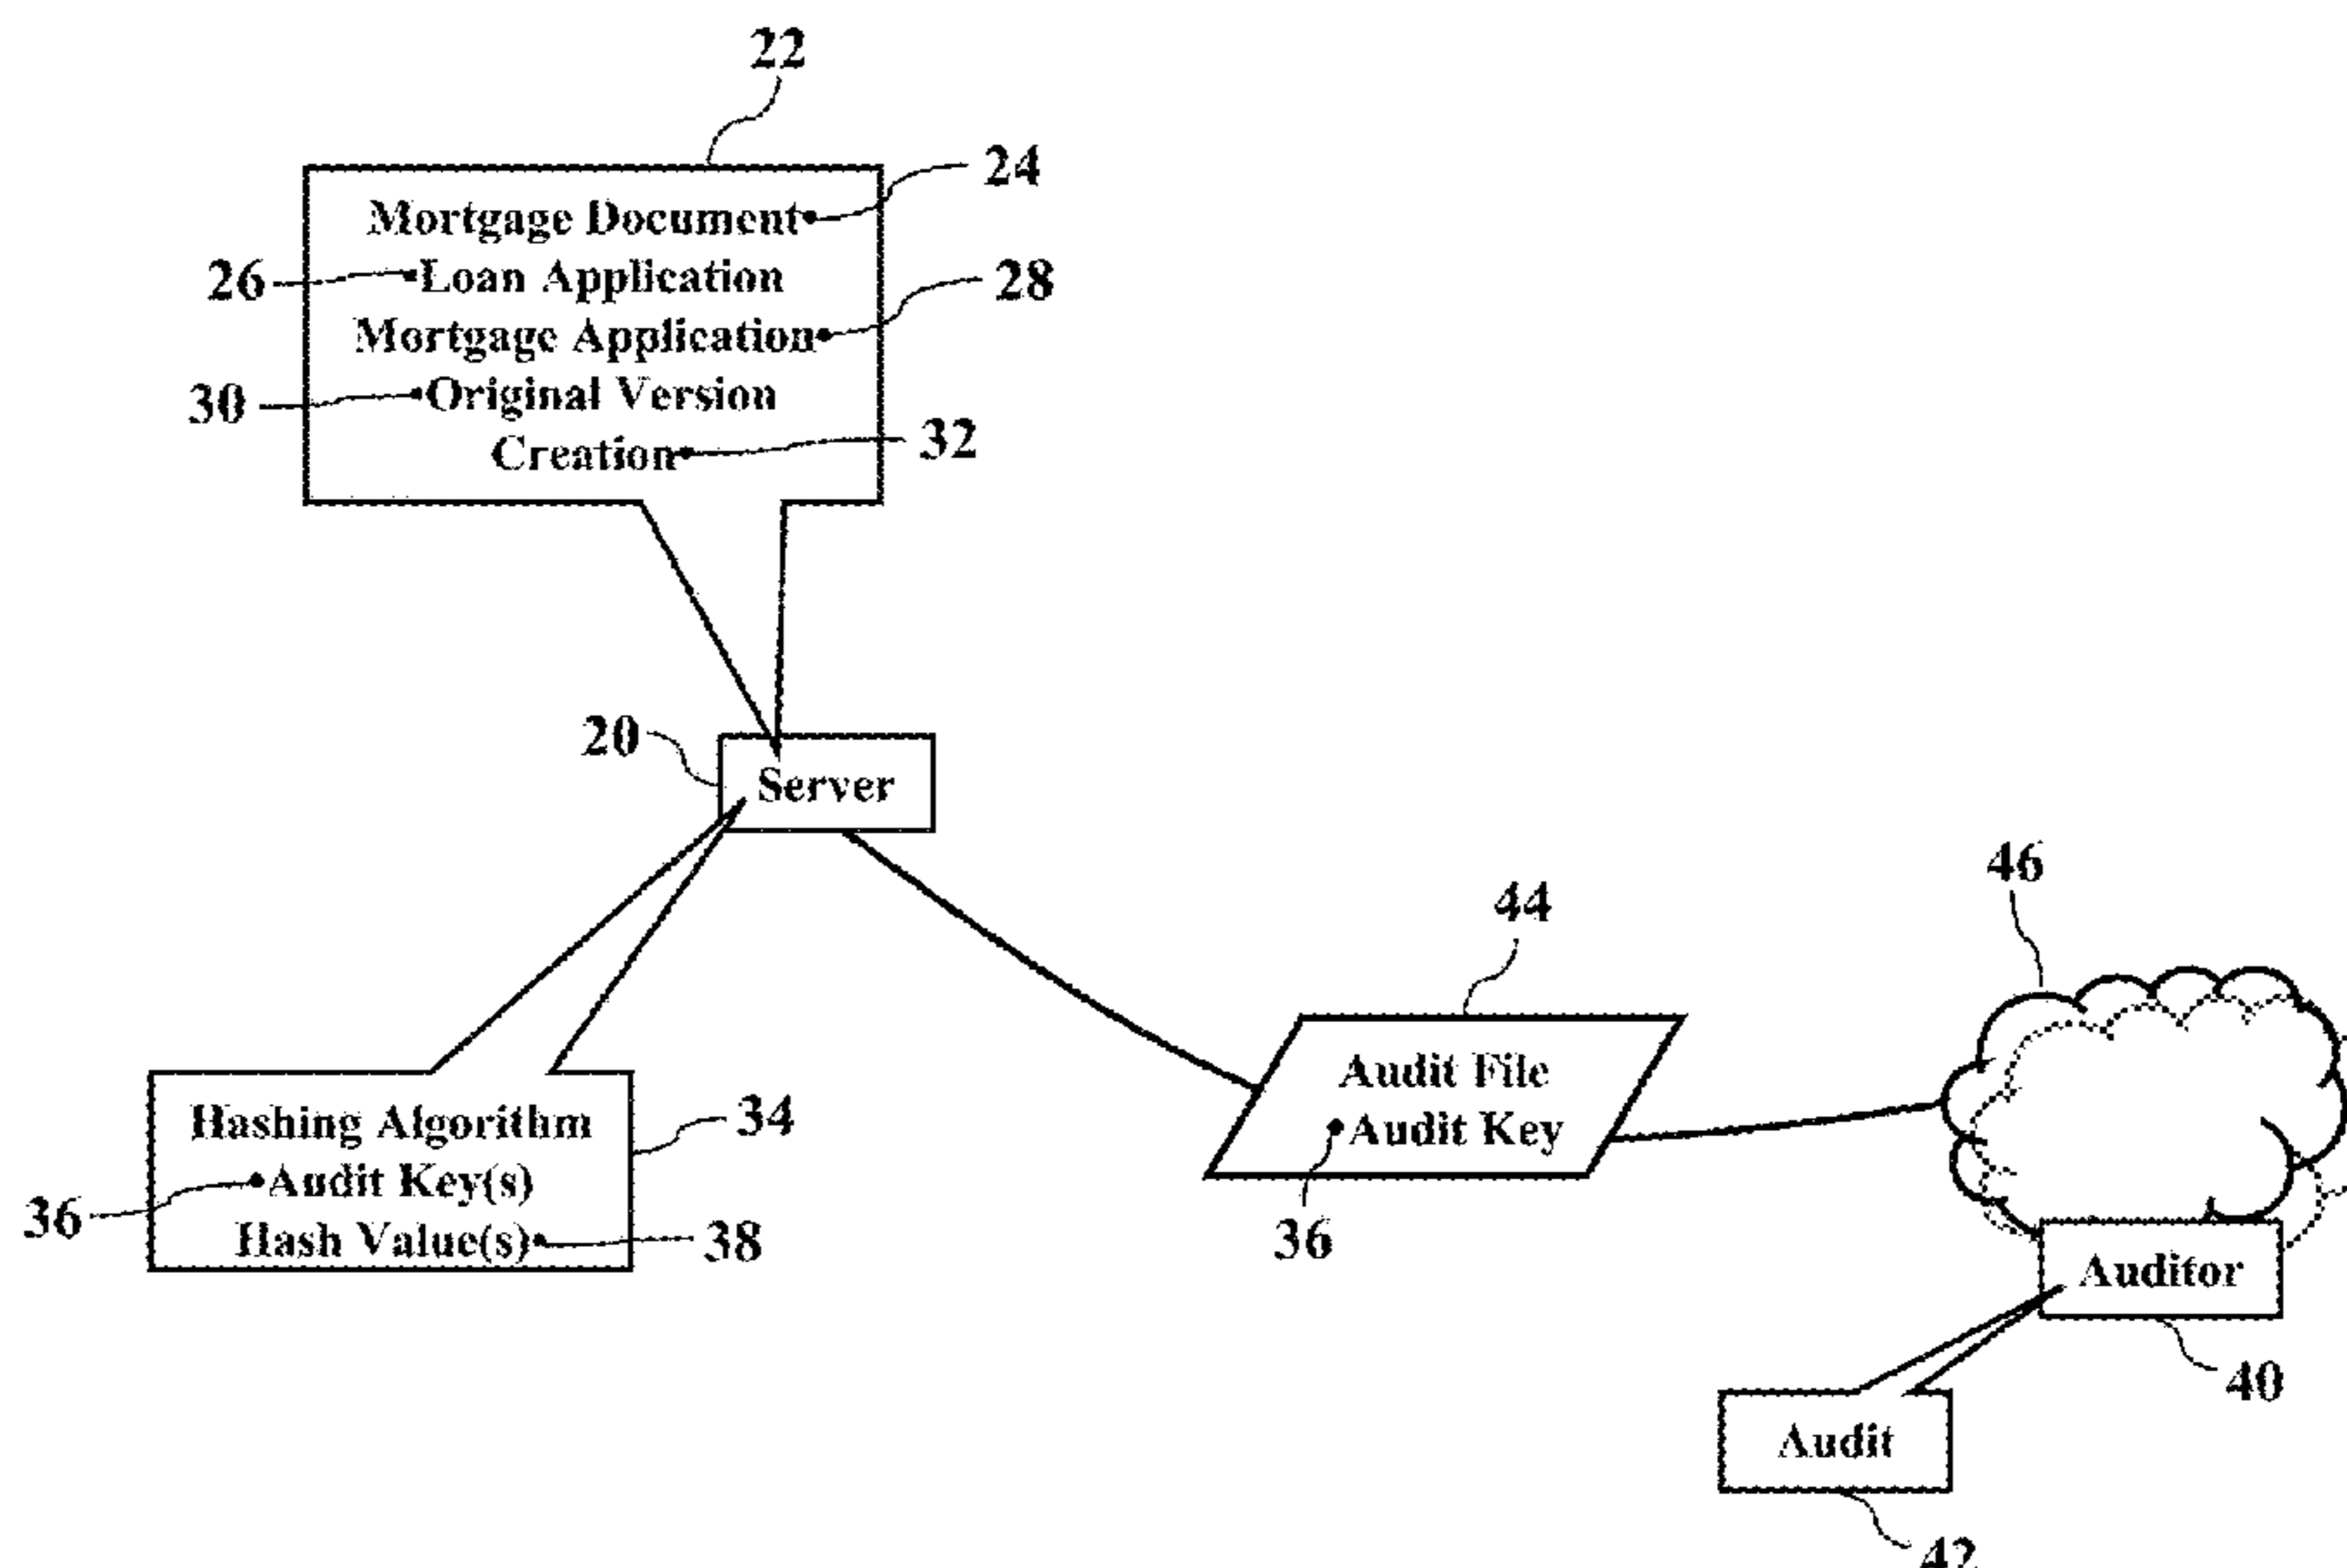 22
Mortgage Document 24
26 Loan Application
Mortgage Application 28
30 Original Version
Creation 32
20
Server
46
44
Audit File
Audit Key
36
Hashing Algorithm 34
36 Audit Key(s)
Hash Value(s) 38
Auditor
40
Audit
42